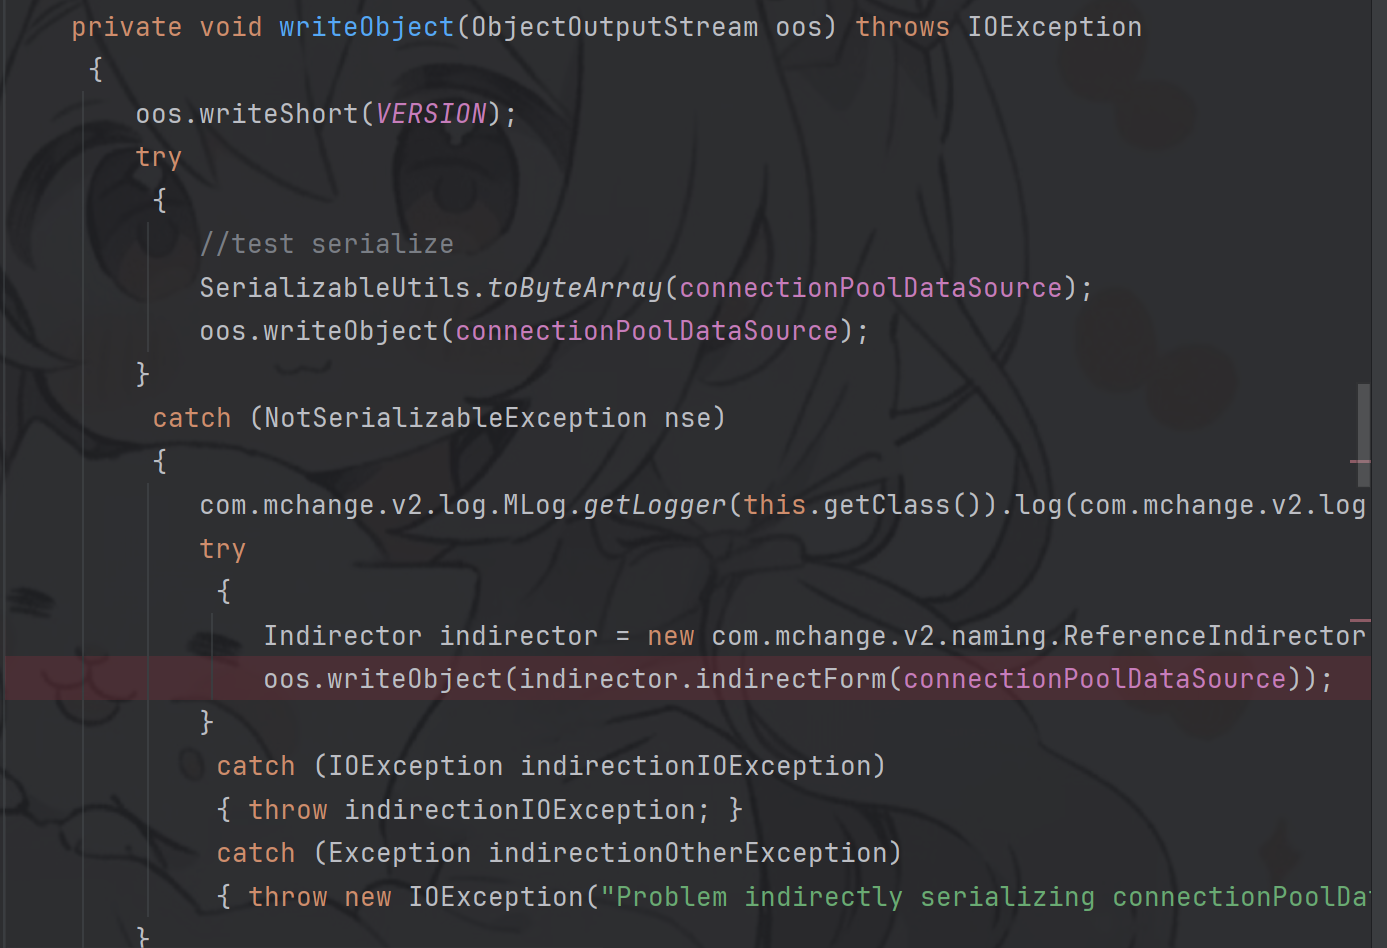 private void writeObject(ObjectOutputStream oos) throws IOException
{
oos.writeShort(VERSION);
try
{
//test serialize
SerializableUtils.toByteArray(connectionPoolDataSource);
oos.writeObject(connectionPoolDataSource);
}
catch (NotSerializableException nse)
{
com.mchange.v2.log.MLog.getLogger(this.getClass()).log(com.mchange.v2.log
try
{
Indirector indirector = new com.mchange.v2.naming.ReferenceIndirector
oos.writeObject(indirector.indirectForm(connectionPoolDataSource));
}
catch (IOException indirectionIOException)
{ throw indirectionIOException; }
catch (Exception indirectionOtherException)
{ throw new IOException("Problem indirectly serializing connectionPoolDat
}